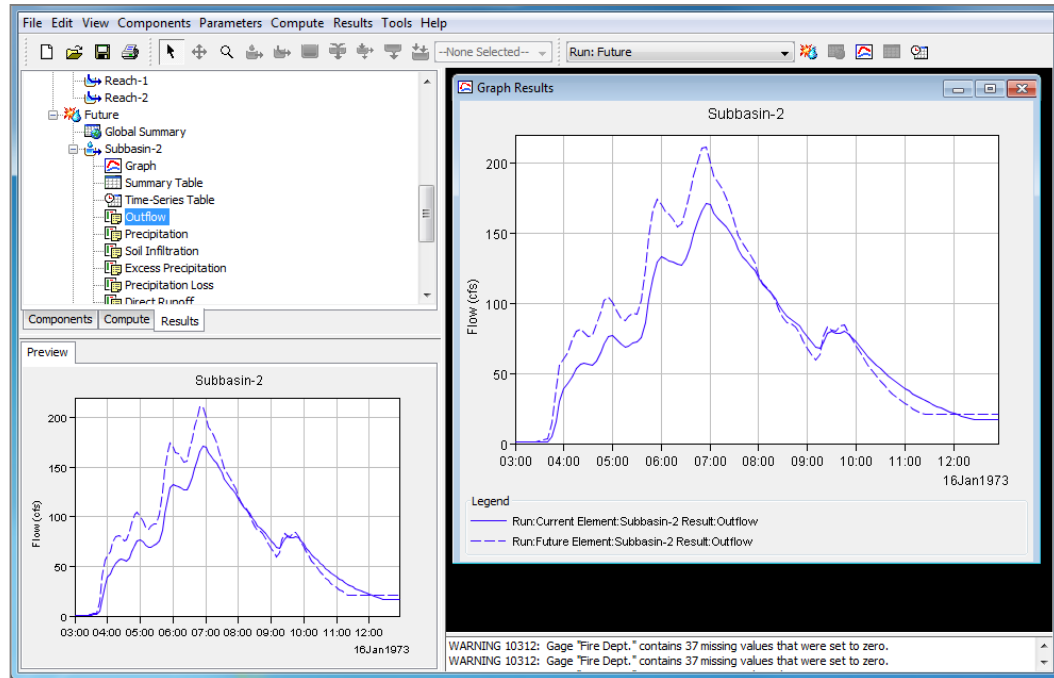 File Edit View Components Parameters Compute Results Tools Help
--None Selected--
Run: Future
Reach-1
Reach-2
Future
Global Summary
Subbasin-2
Graph
Summary Table
Time-Series Table
Outflow
Precipitation
Soil Infiltration
Excess Precipitation
Precipitation Loss
Direct Runoff
Components Compute Results
Preview
Subbasin-2
200
150
100
50
0
Flow (cfs)
03:00 04:00 05:00 06:00 07:00 08:00 09:00 10:00 11:00 12:00
16Jan1973
Graph Results
Subbasin-2
200
150
100
50
0
Flow (cfs)
03:00 04:00 05:00 06:00 07:00 08:00 09:00 10:00 11:00 12:00
16Jan1973
Legend
Run:Current Element:Subbasin-2 Result:Outflow
Run:Future Element:Subbasin-2 Result:Outflow
WARNING 10312: Gage "Fire Dept." contains 37 missing values that were set to zero.
WARNING 10312: Gage "Fire Dept." contains 37 missing values that were set to zero.